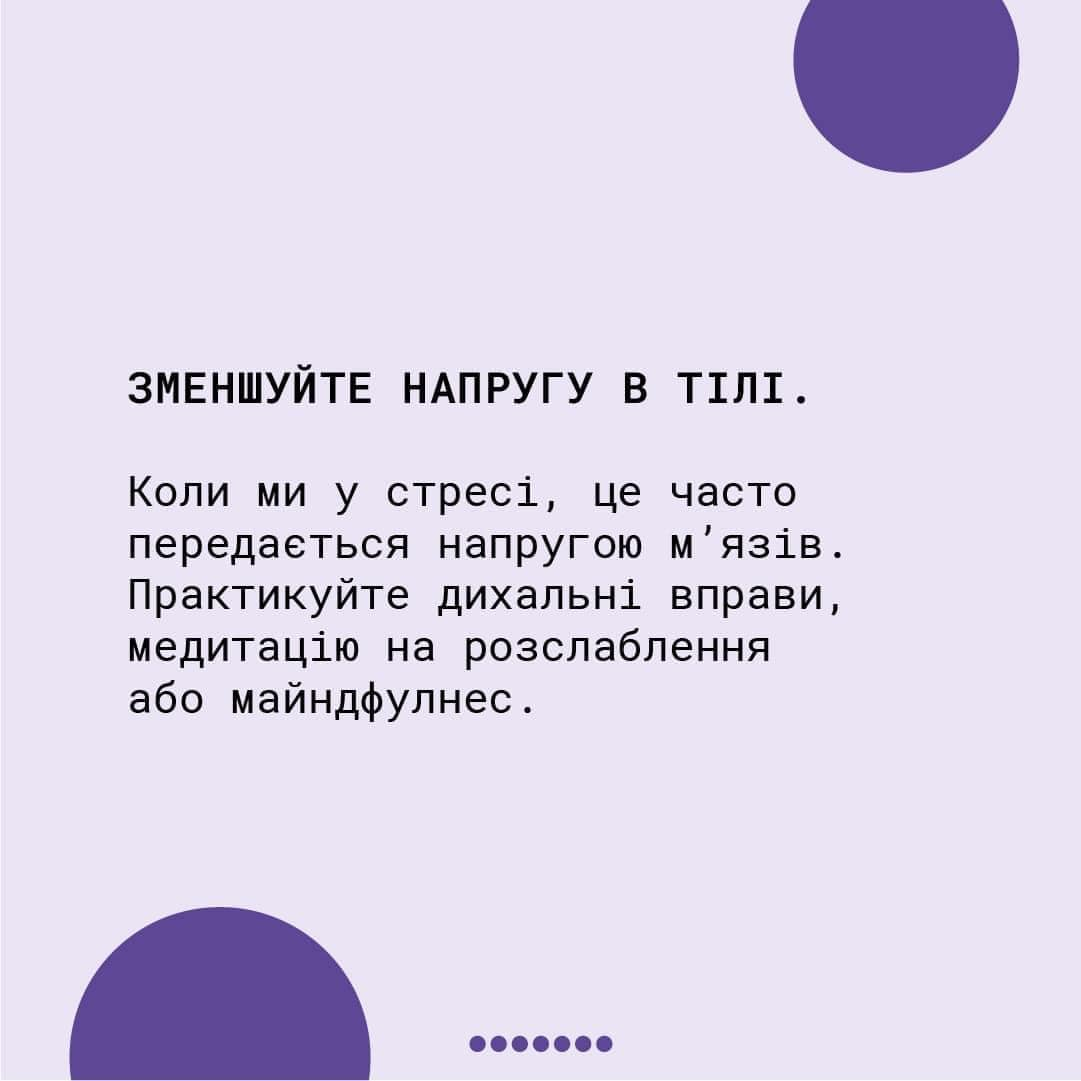 ЗМЕНШУЙТЕ НАПРУГУ В ТІЛІ.
Коли ми у стресі, це часто
передається напругою м’язів.
Практикуйте дихальні вправи,
медитацію на розслаблення
або майндфулнес.